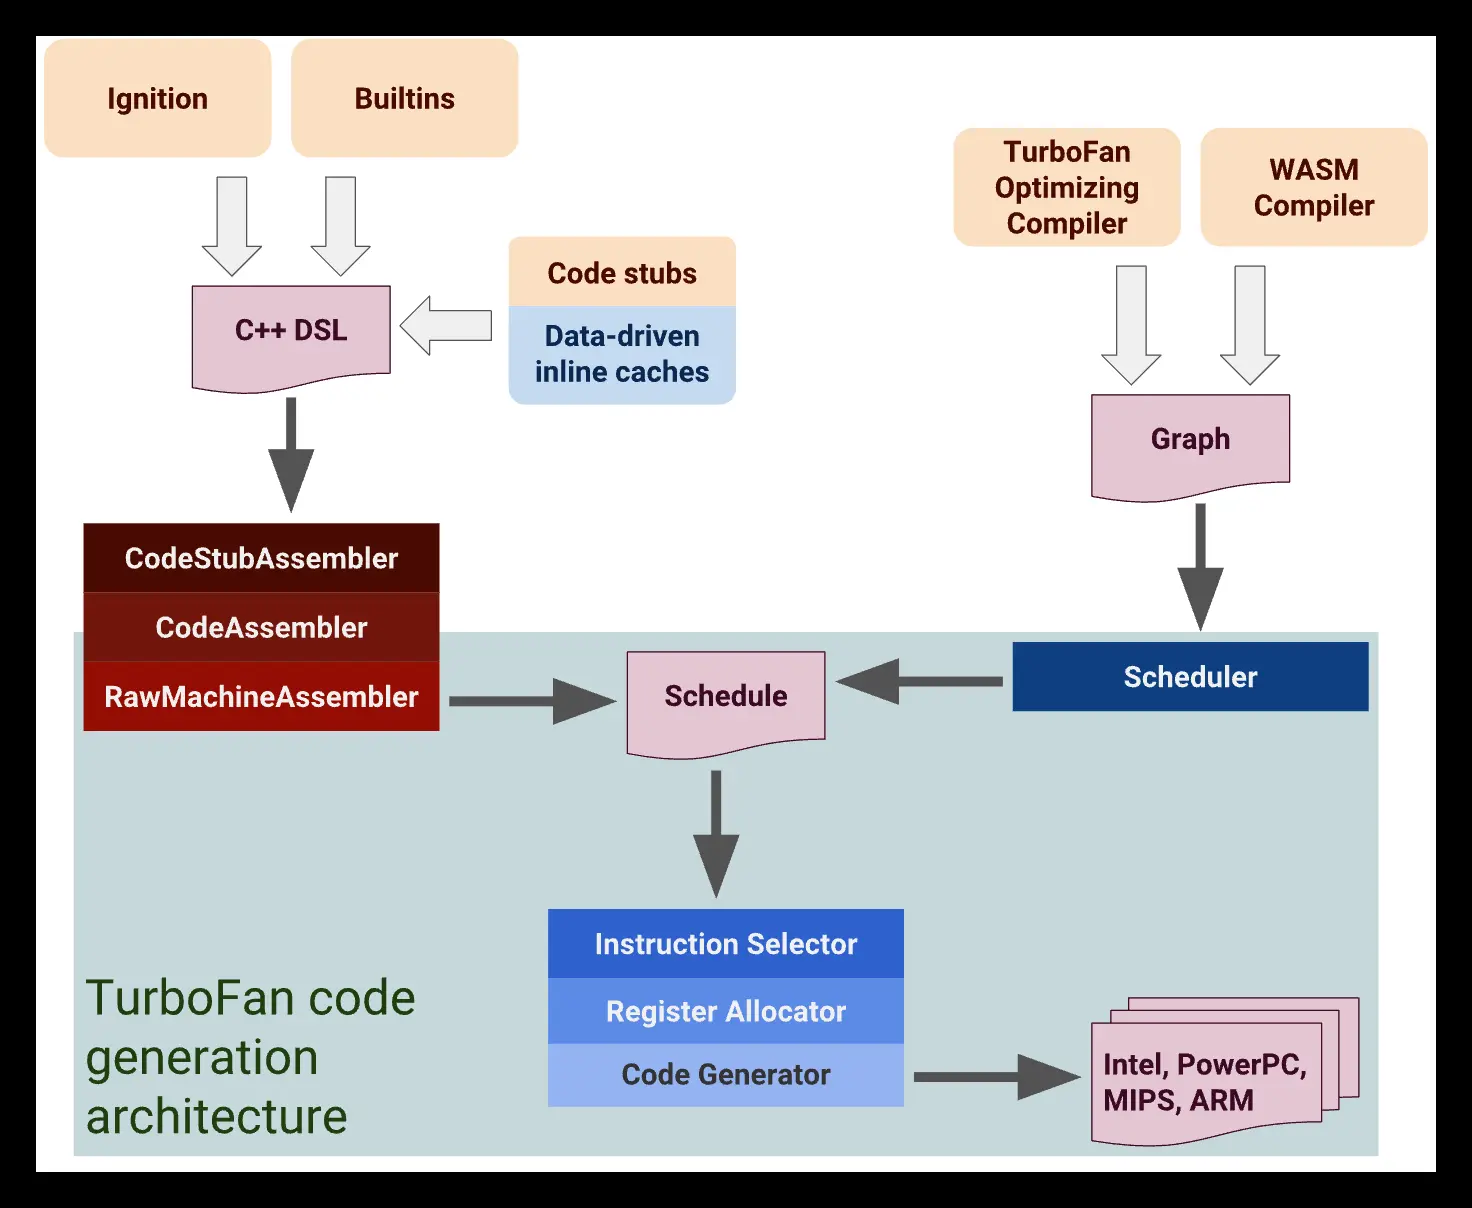 Ignition
Builtins
TurboFan
Optimizing
Compiler
WASM
Compiler
Code stubs
Data-driven
inline caches
C++ DSL
Graph
CodeStubAssembler
CodeAssembler
RawMachineAssembler
Schedule
Scheduler
Instruction Selector
Register Allocator
Code Generator
TurboFan code
generation
architecture
Intel, PowerPC,
MIPS, ARM